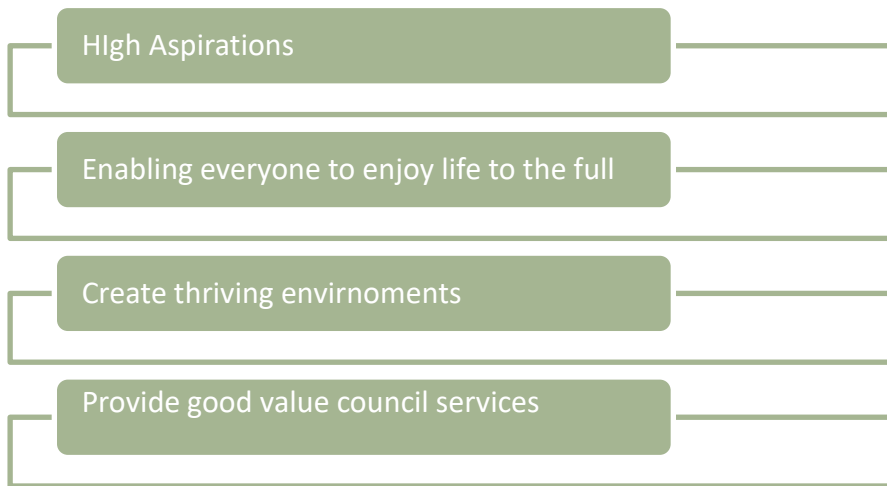 HIgh Aspirations
Enabling everyone to enjoy life to the full
Create thriving envirnoments
Provide good value council services